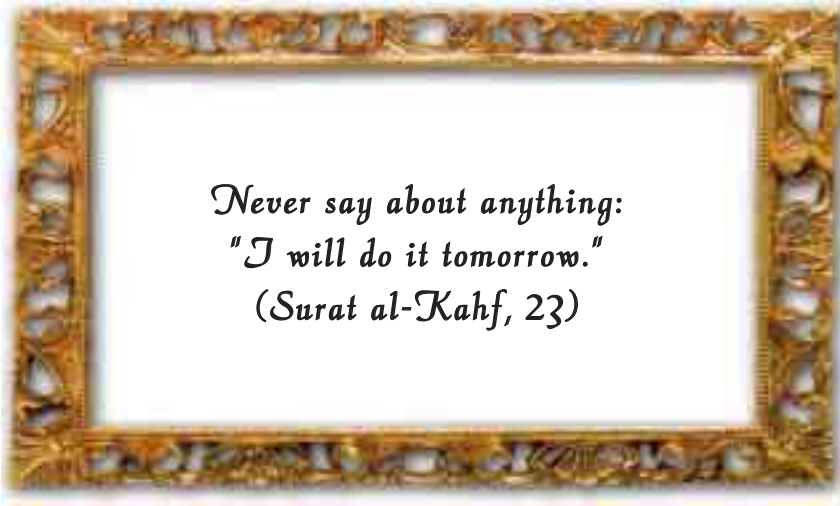 Never say about anything:
"I will do it tomorrow."
(Surat al-Kahf, 23)